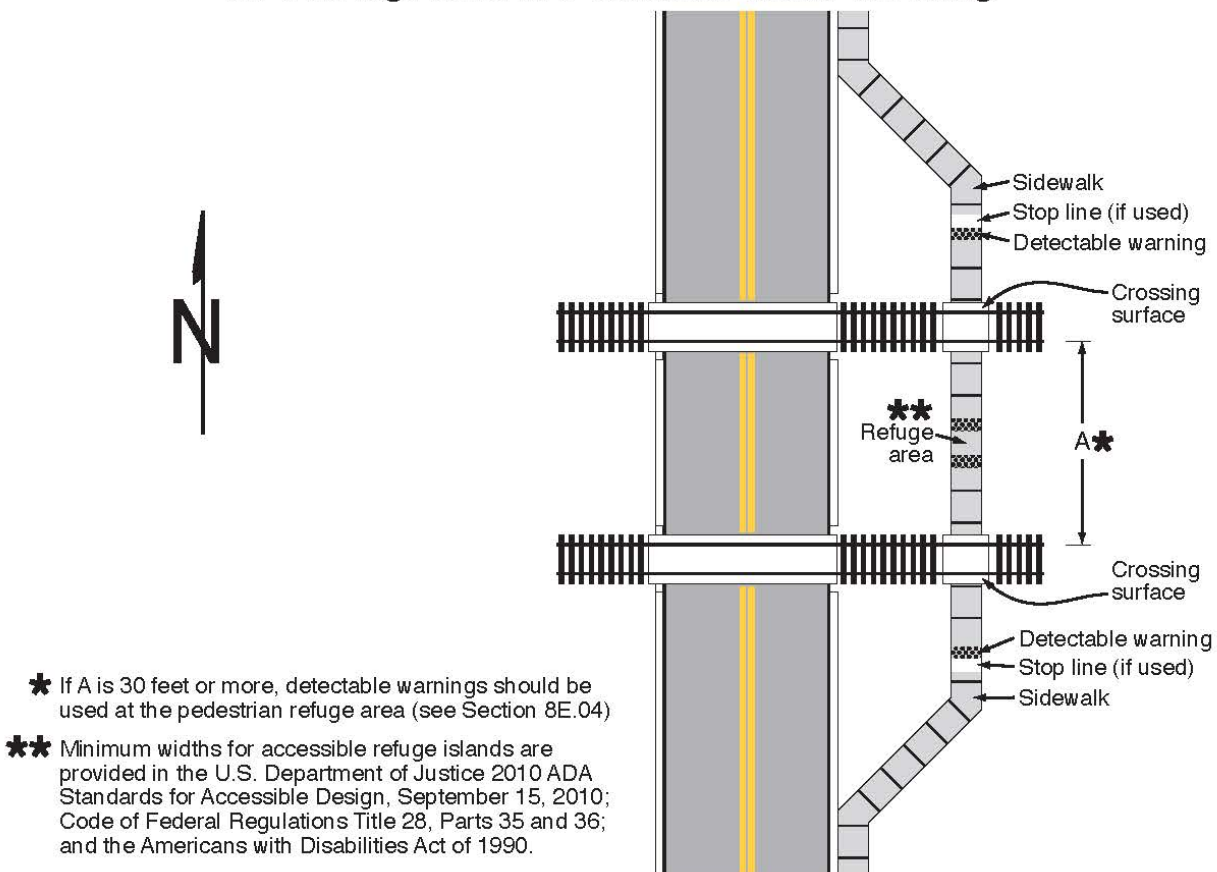 Sidewalk
Stop line (if used)
Detectable warning
Crossing
surface
N
★★
Refuge
area
A★
Crossing
surface
Detectable warning
Stop line (if used)
Sidewalk
★ If A is 30 feet or more, detectable warnings should be
used at the pedestrian refuge area (see Section 8E.04)
★★ Minimum widths for accessible refuge islands are
provided in the U.S. Department of Justice 2010 ADA
Standards for Accessible Design, September 15, 2010;
Code of Federal Regulations Title 28, Parts 35 and 36;
and the Americans with Disabilities Act of 1990.